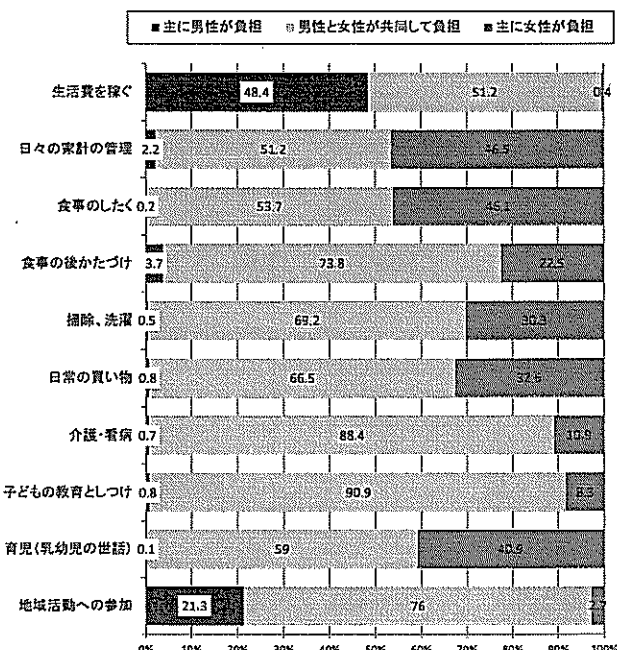 ■主に男性が負担 ■男性と女性が共同して負担 ■主に女性が負担
生活費を稼ぐ 48.4 51.2 0.4
日々の家計の管理 2.2 51.2 46.5
食事のしたく 0.2 53.7 46.1
食事の後かたづけ 3.7 73.8 22.5
掃除、洗濯 0.5 69.2 30.3
日常の買い物 0.8 66.5 32.6
介護・看病 0.7 88.4 10.9
子どもの教育としつけ 0.8 90.9 8.3
育児(乳幼児の世話) 0.1 59 40.9
地域活動への参加 21.3 76 2.7
0% 10% 20% 30% 40% 50% 60% 70% 80% 90% 100%